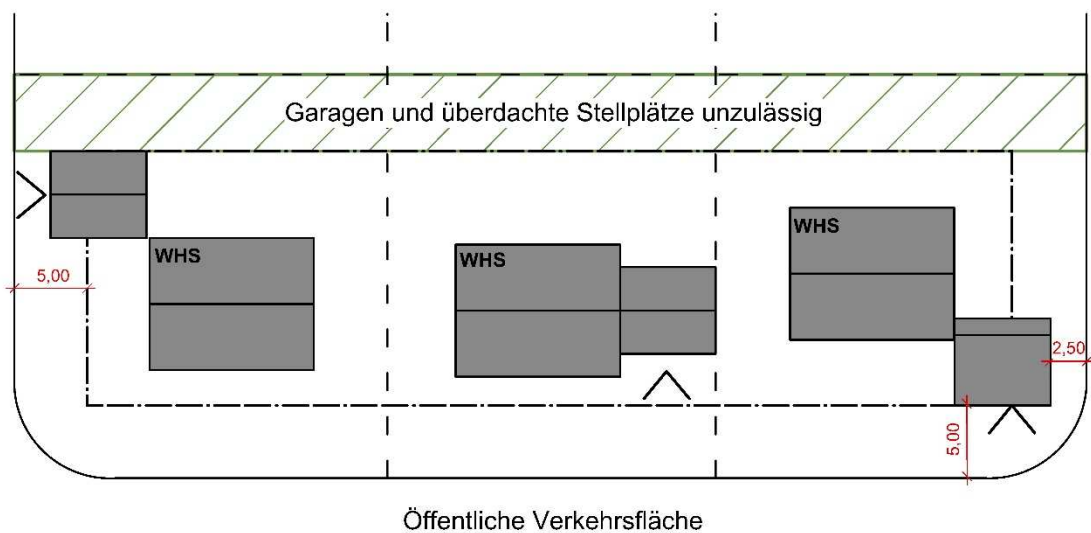 Garagen und überdachte Stellplätze unzulässig
WHS
WHS
WHS
5,00
2,50
5,00
Öffentliche Verkehrsfläche